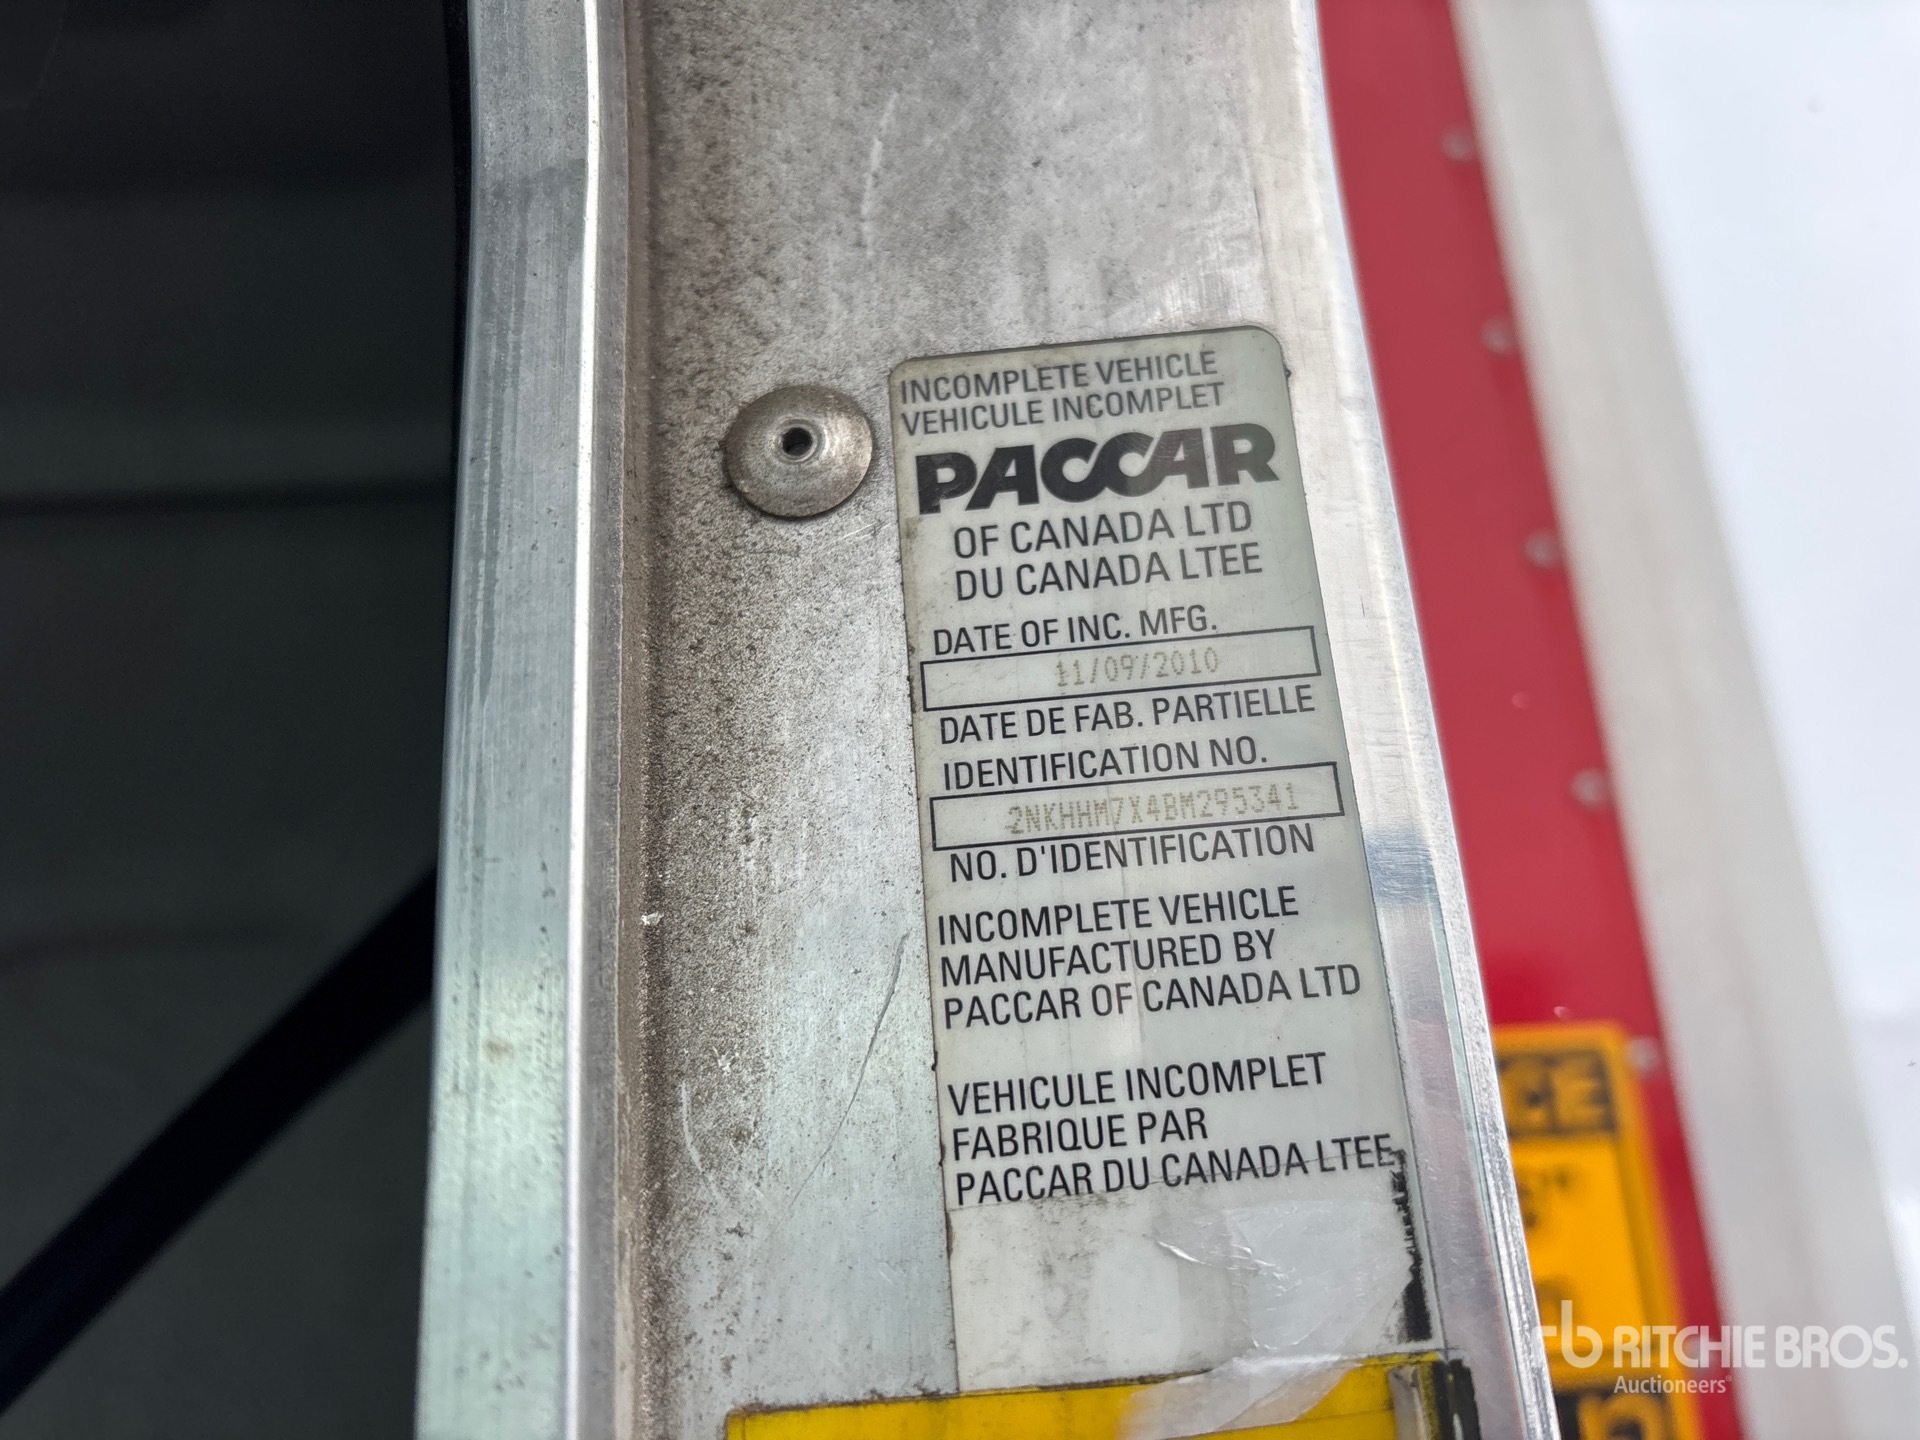 INCOMPLETE VEHICLE
VEHICULE INCOMPLET
PACCAR
OF CANADA LTD
DU CANADA LTEE
DATE OF INC. MFG.
11/09/2010
DATE DE FAB. PARTIELLE
IDENTIFICATION NO.
2NKHHM7X4BM295341
NO. D'IDENTIFICATION
INCOMPLETE VEHICLE
MANUFACTURED BY
PACCAR OF CANADA LTD
VEHICULE INCOMPLET
FABRIQUE PAR
PACCAR DU CANADA LTEE
rb RITCHIE BROS.
Auctioneers